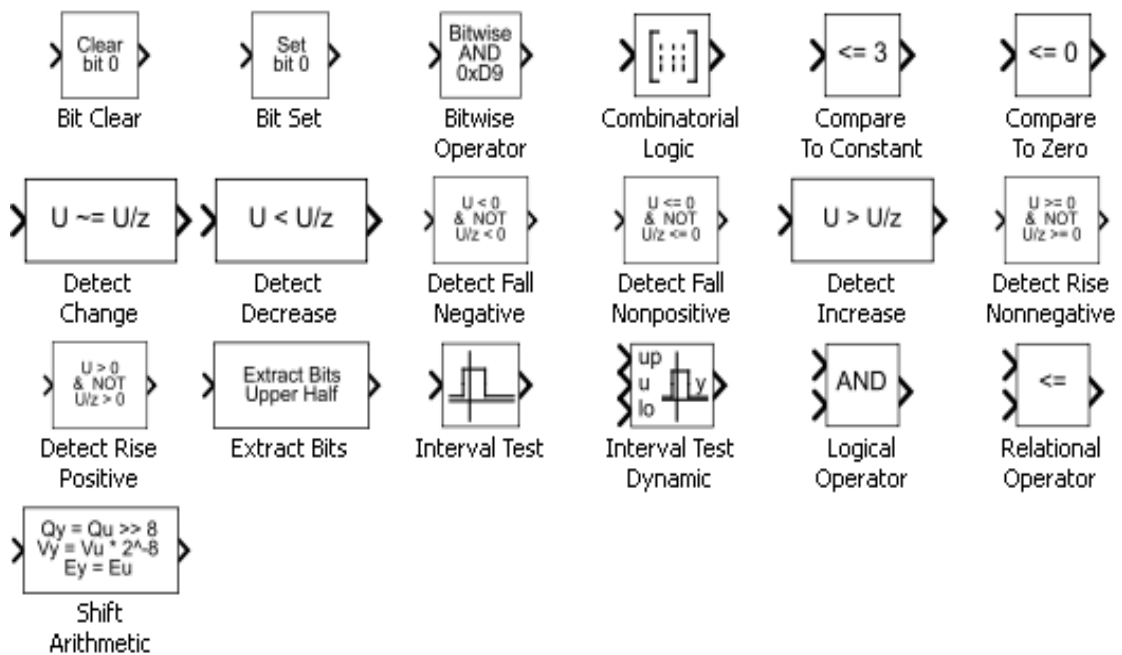 Clear
bit 0
Bit Clear
Set
bit 0
Bit Set
Bitwise
AND
0xD9
Bitwise
Operator
Combinatorial
Logic
<= 3
Compare
To Constant
<= 0
Compare
To Zero
U ~= U/z
Detect
Change
U < U/z
Detect
Decrease
U < 0
& NOT
U/z < 0
Detect Fall
Negative
U <= 0
& NOT
U/z <= 0
Detect Fall
Nonpositive
U > U/z
Detect
Increase
U >= 0
& NOT
U/z >= 0
Detect Rise
Nonnegative
U > 0
& NOT
U/z > 0
Detect Rise
Positive
Extract Bits
Upper Half
Extract Bits
Interval Test
up
u
y
lo
Interval Test
Dynamic
AND
Logical
Operator
<=
Relational
Operator
Qy = Qu >> 8
Vy = Vu * 2^-8
Ey = Eu
Shift
Arithmetic